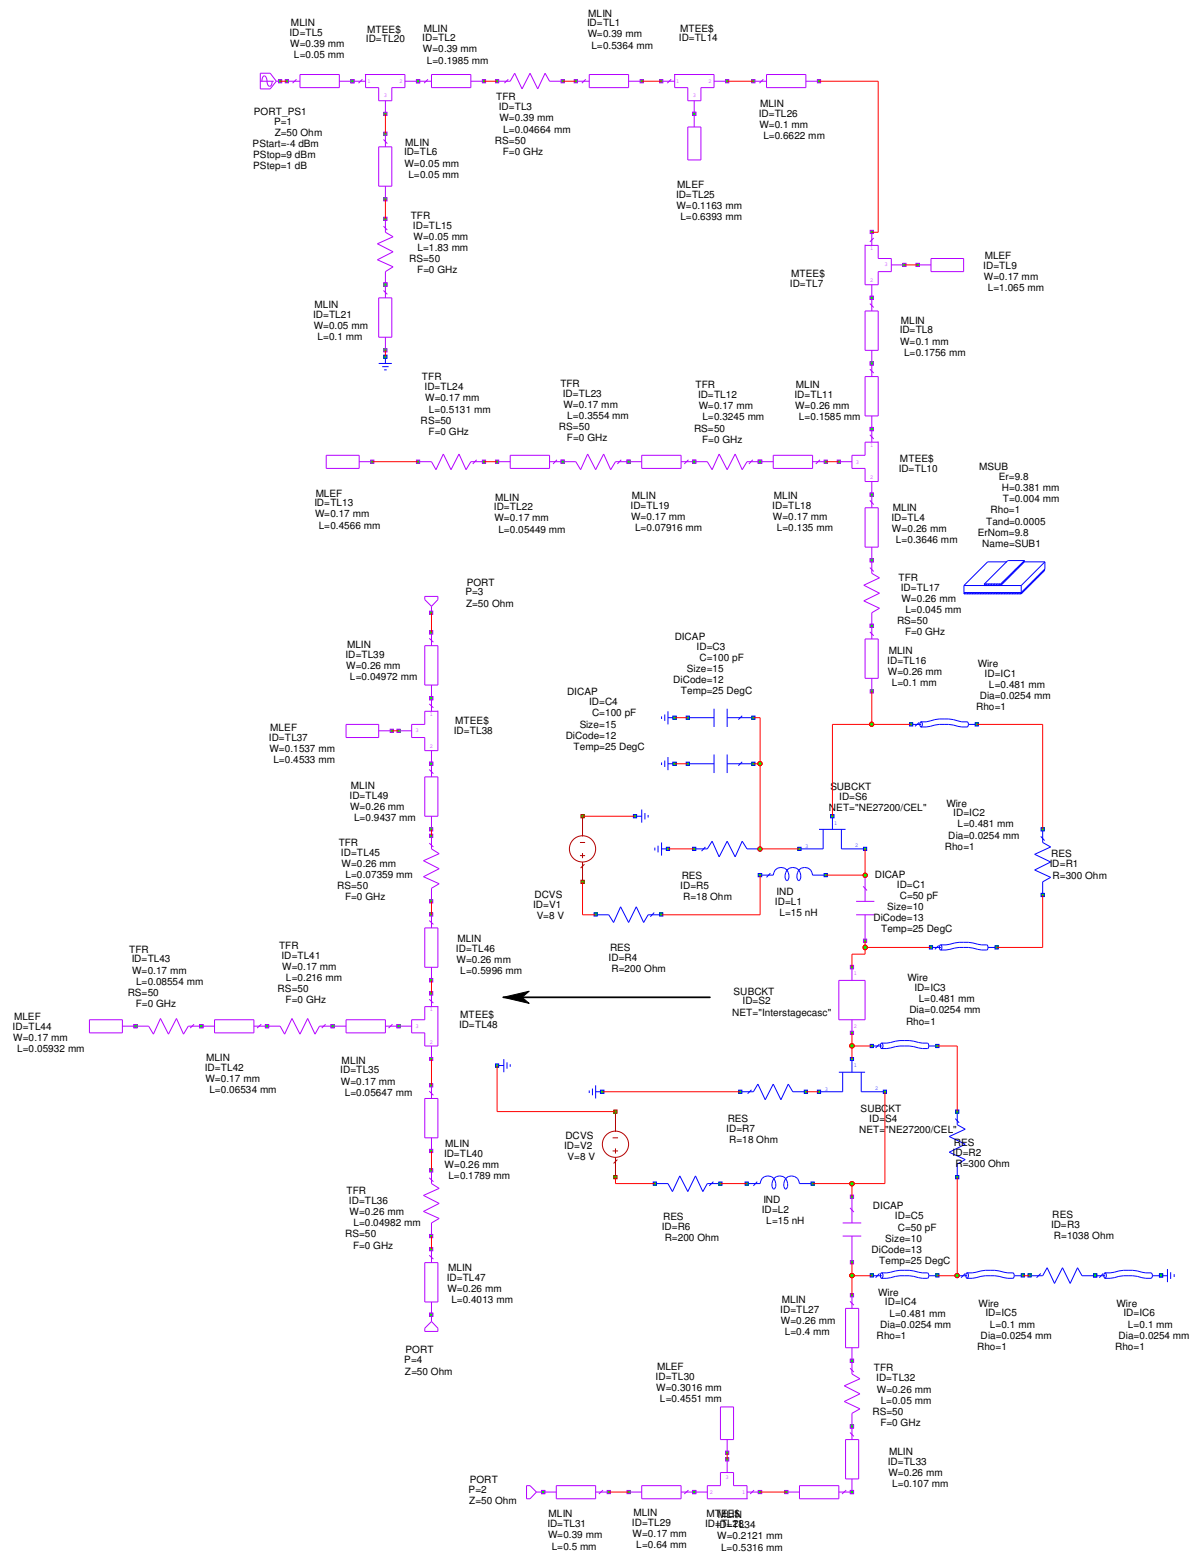 MLIN
ID=TL5
W=0.39 mm
L=0.05 mm
MTEE$
ID=TL20
MLIN
ID=TL2
W=0.39 mm
L=0.1985 mm
MLIN
ID=TL1
W=0.39 mm
L=0.5364 mm
MTEE$
ID=TL14
PORT_PS1
P=1
Z=50 Ohm
PStart=-4 dBm
PStop=9 dBm
PStep=1 dB
TFR
ID=TL3
W=0.39 mm
L=0.04664 mm
RS=50
F=0 GHz
MLIN
ID=TL26
W=0.1 mm
L=0.6622 mm
MLIN
ID=TL6
W=0.05 mm
L=0.05 mm
MLEF
ID=TL25
W=0.1163 mm
L=0.6393 mm
TFR
ID=TL15
W=0.05 mm
L=1.83 mm
RS=50
F=0 GHz
MTEE$
ID=TL7
MLEF
ID=TL9
W=0.17 mm
L=1.065 mm
MLIN
ID=TL21
W=0.05 mm
L=0.1 mm
MLIN
ID=TL8
W=0.1 mm
L=0.1756 mm
TFR
ID=TL24
W=0.17 mm
L=0.5131 mm
RS=50
F=0 GHz
TFR
ID=TL23
W=0.17 mm
L=0.3554 mm
RS=50
F=0 GHz
TFR
ID=TL12
W=0.17 mm
L=0.3245 mm
RS=50
F=0 GHz
MLIN
ID=TL11
W=0.26 mm
L=0.1585 mm
MTEE$
ID=TL10
MLEF
ID=TL13
W=0.17 mm
L=0.4566 mm
MLIN
ID=TL22
W=0.17 mm
L=0.05449 mm
MLIN
ID=TL19
W=0.17 mm
L=0.07916 mm
MLIN
ID=TL18
W=0.17 mm
L=0.135 mm
MLIN
ID=TL4
W=0.26 mm
L=0.3646 mm
MSUB
Er=9.8
H=0.381 mm
T=0.004 mm
Rho=1
Tand=0.0005
ErNom=9.8
Name=SUB1
TFR
ID=TL17
W=0.26 mm
L=0.045 mm
RS=50
F=0 GHz
PORT
P=3
Z=50 Ohm
MLIN
ID=TL39
W=0.26 mm
L=0.04972 mm
DICAP
ID=C3
C=100 pF
Size=15
DiCode=12
Temp=25 DegC
MLIN
ID=TL16
W=0.26 mm
L=0.1 mm
Wire
ID=IC1
L=0.481 mm
Dia=0.0254 mm
Rho=1
DICAP
ID=C4
C=100 pF
Size=15
DiCode=12
Temp=25 DegC
MLEF
ID=TL37
W=0.1537 mm
L=0.4533 mm
MTEE$
ID=TL38
MLIN
ID=TL49
W=0.26 mm
L=0.9437 mm
SUBCKT
ID=S6
NET="NE27200/CEL"
Wire
ID=IC2
L=0.481 mm
Dia=0.0254 mm
Rho=1
TFR
ID=TL45
W=0.26 mm
L=0.07359 mm
RS=50
F=0 GHz
RES
ID=R1
R=300 Ohm
DCVS
ID=V1
V=8 V
RES
ID=R5
R=18 Ohm
IND
ID=L1
L=15 nH
DICAP
ID=C1
C=50 pF
Size=10
DiCode=13
Temp=25 DegC
RES
ID=R4
R=200 Ohm
MLIN
ID=TL46
W=0.26 mm
L=0.5996 mm
TFR
ID=TL43
W=0.17 mm
L=0.08554 mm
RS=50
F=0 GHz
TFR
ID=TL41
W=0.17 mm
L=0.216 mm
RS=50
F=0 GHz
SUBCKT
ID=S2
NET="Interstagecasc"
Wire
ID=IC3
L=0.481 mm
Dia=0.0254 mm
Rho=1
MLEF
ID=TL44
W=0.17 mm
L=0.05932 mm
MTEE$
ID=TL48
MLIN
ID=TL42
W=0.17 mm
L=0.06534 mm
MLIN
ID=TL35
W=0.17 mm
L=0.05647 mm
RES
ID=R7
R=18 Ohm
SUBCKT
ID=S4
NET="NE27200/CEL"
DCVS
ID=V2
V=8 V
RES
ID=R2
R=300 Ohm
MLIN
ID=TL40
W=0.26 mm
L=0.1789 mm
TFR
ID=TL36
W=0.26 mm
L=0.04982 mm
RS=50
F=0 GHz
RES
ID=R6
R=200 Ohm
IND
ID=L2
L=15 nH
DICAP
ID=C5
C=50 pF
Size=10
DiCode=13
Temp=25 DegC
RES
ID=R3
R=1038 Ohm
MLIN
ID=TL47
W=0.26 mm
L=0.4013 mm
MLIN
ID=TL27
W=0.26 mm
L=0.4 mm
Wire
ID=IC4
L=0.481 mm
Dia=0.0254 mm
Rho=1
Wire
ID=IC5
L=0.1 mm
Dia=0.0254 mm
Rho=1
Wire
ID=IC6
L=0.1 mm
Dia=0.0254 mm
Rho=1
PORT
P=4
Z=50 Ohm
MLEF
ID=TL30
W=0.3016 mm
L=0.4551 mm
TFR
ID=TL32
W=0.26 mm
L=0.05 mm
RS=50
F=0 GHz
MLIN
ID=TL33
W=0.26 mm
L=0.107 mm
PORT
P=2
Z=50 Ohm
MLIN
ID=TL31
W=0.39 mm
L=0.5 mm
MLIN
ID=TL29
W=0.17 mm
L=0.64 mm
W=0.2121 mm
L=0.5316 mm